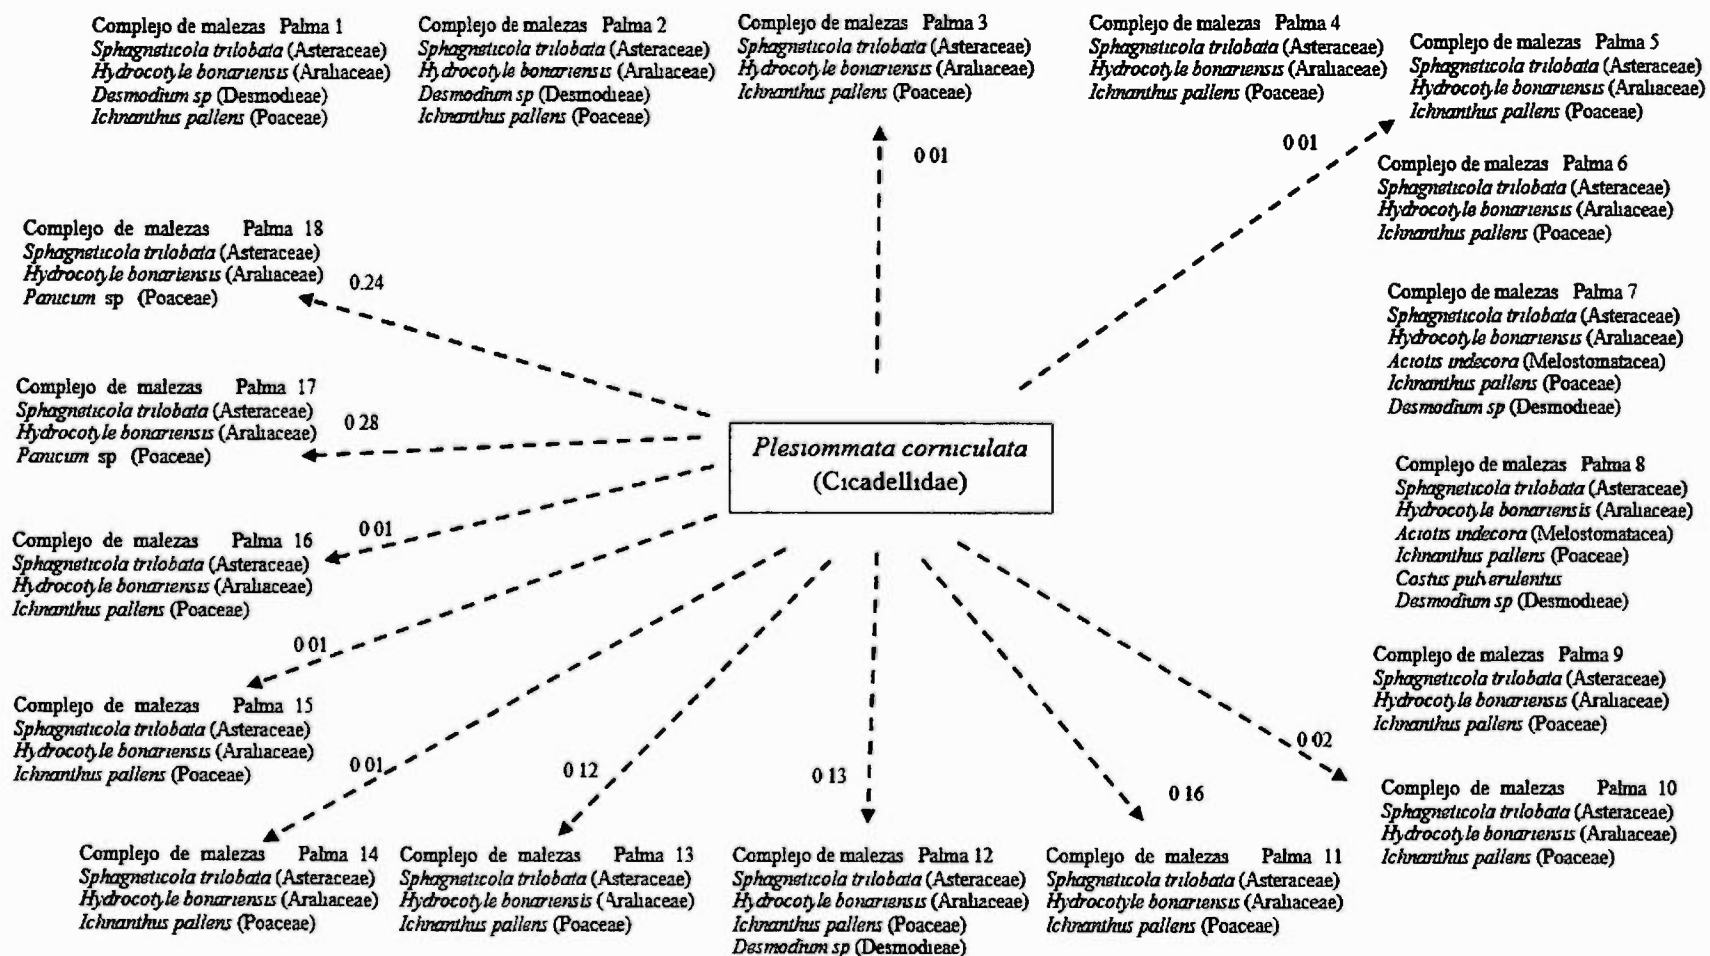 Complejo de malezas Palma 1
Sphagneticola trilobata (Asteraceae)
Hydrocotyle bonariensis (Araliaceae)
Desmodium sp (Desmodieae)
Ichnanthus pallens (Poaceae)
Complejo de malezas Palma 2
Sphagneticola trilobata (Asteraceae)
Hydrocotyle bonariensis (Araliaceae)
Desmodium sp (Desmodieae)
Ichnanthus pallens (Poaceae)
Complejo de malezas Palma 3
Sphagneticola trilobata (Asteraceae)
Hydrocotyle bonariensis (Araliaceae)
Ichnanthus pallens (Poaceae)
0 01
Complejo de malezas Palma 4
Sphagneticola trilobata (Asteraceae)
Hydrocotyle bonariensis (Araliaceae)
Ichnanthus pallens (Poaceae)
Complejo de malezas Palma 5
Sphagneticola trilobata (Asteraceae)
Hydrocotyle bonariensis (Araliaceae)
Ichnanthus pallens (Poaceae)
0 01
Complejo de malezas Palma 6
Sphagneticola trilobata (Asteraceae)
Hydrocotyle bonariensis (Araliaceae)
Ichnanthus pallens (Poaceae)
Complejo de malezas Palma 7
Sphagneticola trilobata (Asteraceae)
Hydrocotyle bonariensis (Araliaceae)
Aciotis indecora (Melostomatacea)
Ichnanthus pallens (Poaceae)
Desmodium sp (Desmodieae)
Complejo de malezas Palma 8
Sphagneticola trilobata (Asteraceae)
Hydrocotyle bonariensis (Araliaceae)
Aciotis indecora (Melostomatacea)
Ichnanthus pallens (Poaceae)
Costus pulverulentus
Desmodium sp (Desmodieae)
Complejo de malezas Palma 9
Sphagneticola trilobata (Asteraceae)
Hydrocotyle bonariensis (Araliaceae)
Ichnanthus pallens (Poaceae)
0 02
Complejo de malezas Palma 10
Sphagneticola trilobata (Asteraceae)
Hydrocotyle bonariensis (Araliaceae)
Ichnanthus pallens (Poaceae)
0 16
Complejo de malezas Palma 11
Sphagneticola trilobata (Asteraceae)
Hydrocotyle bonariensis (Araliaceae)
Ichnanthus pallens (Poaceae)
0 13
Complejo de malezas Palma 12
Sphagneticola trilobata (Asteraceae)
Hydrocotyle bonariensis (Araliaceae)
Ichnanthus pallens (Poaceae)
Desmodium sp (Desmodieae)
0 12
Complejo de malezas Palma 13
Sphagneticola trilobata (Asteraceae)
Hydrocotyle bonariensis (Araliaceae)
Ichnanthus pallens (Poaceae)
0 01
Complejo de malezas Palma 14
Sphagneticola trilobata (Asteraceae)
Hydrocotyle bonariensis (Araliaceae)
Ichnanthus pallens (Poaceae)
0 01
Complejo de malezas Palma 15
Sphagneticola trilobata (Asteraceae)
Hydrocotyle bonariensis (Araliaceae)
Ichnanthus pallens (Poaceae)
0 01
Complejo de malezas Palma 16
Sphagneticola trilobata (Asteraceae)
Hydrocotyle bonariensis (Araliaceae)
Ichnanthus pallens (Poaceae)
0 28
Complejo de malezas Palma 17
Sphagneticola trilobata (Asteraceae)
Hydrocotyle bonariensis (Araliaceae)
Panicum sp (Poaceae)
0.24
Complejo de malezas Palma 18
Sphagneticola trilobata (Asteraceae)
Hydrocotyle bonariensis (Araliaceae)
Panicum sp (Poaceae)
Plesiommata corniculata
(Cicadellidae)